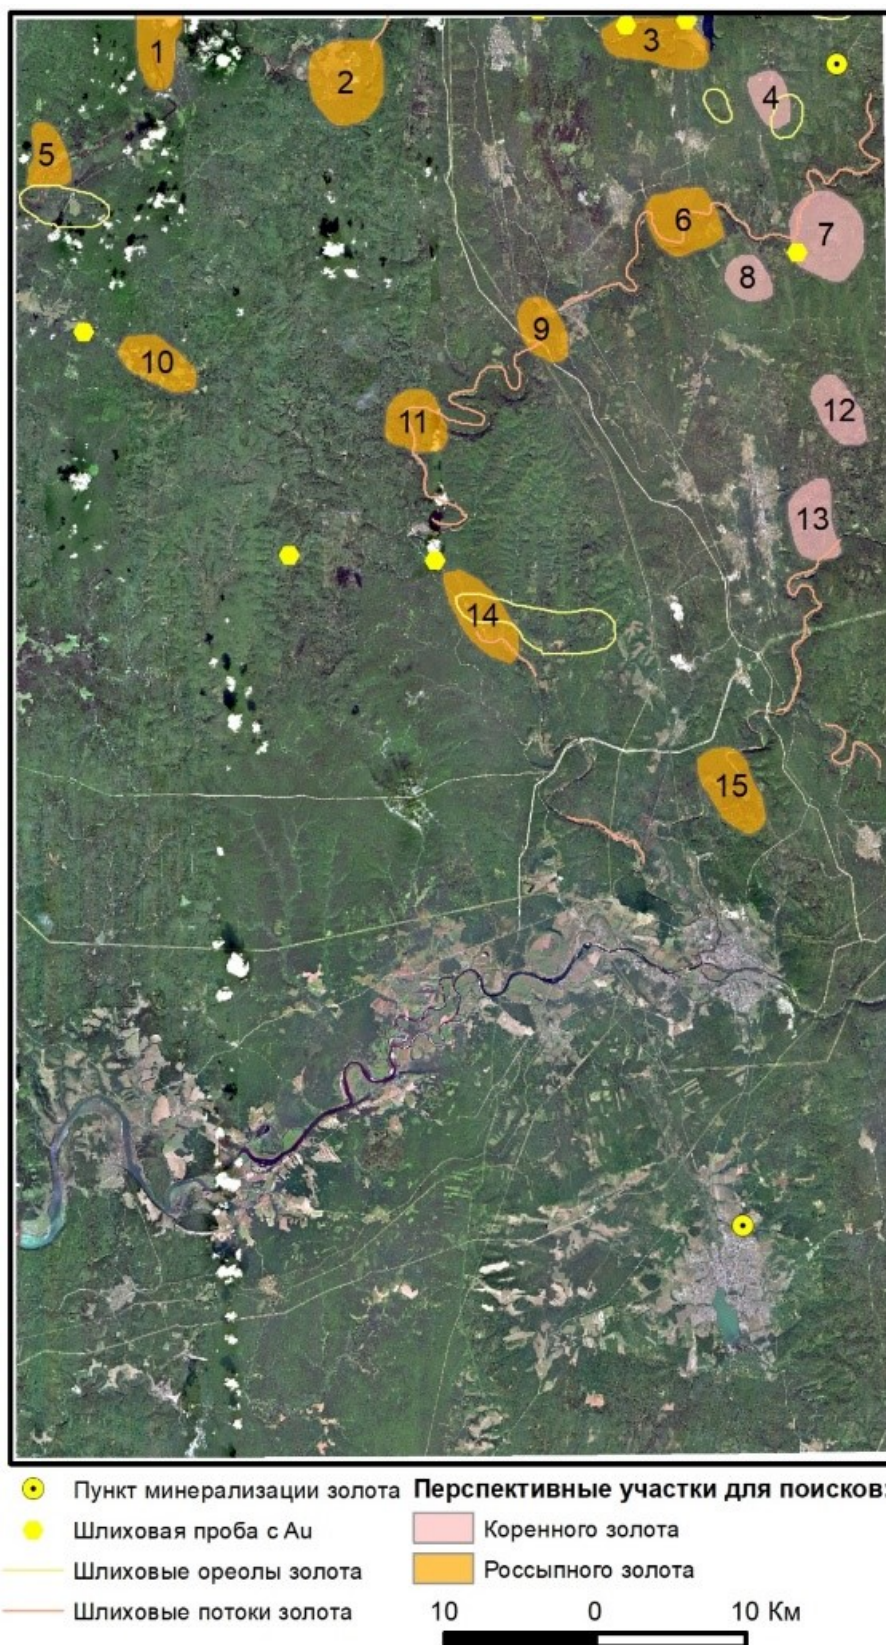 1
2
3
4
5
6
7
8
9
10
11
12
13
14
15
Пункт минерализации золота
Шлиховая проба с Au
Шлиховые ореолы золота
Шлиховые потоки золота
Перспективные участки для поисков:
Коренного золота
Россыпного золота
10 0 10 Км